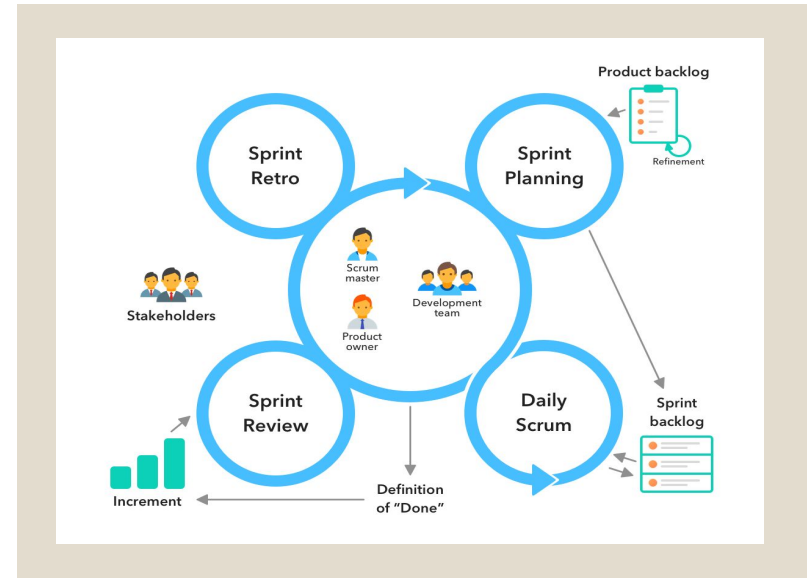 Product backlog
Refinement
Sprint
Retro
Sprint
Planning
Scrum
master
Development
team
Product
owner
Stakeholders
Sprint
Review
Daily
Scrum
Sprint
backlog
Increment
Definition
of "Done"